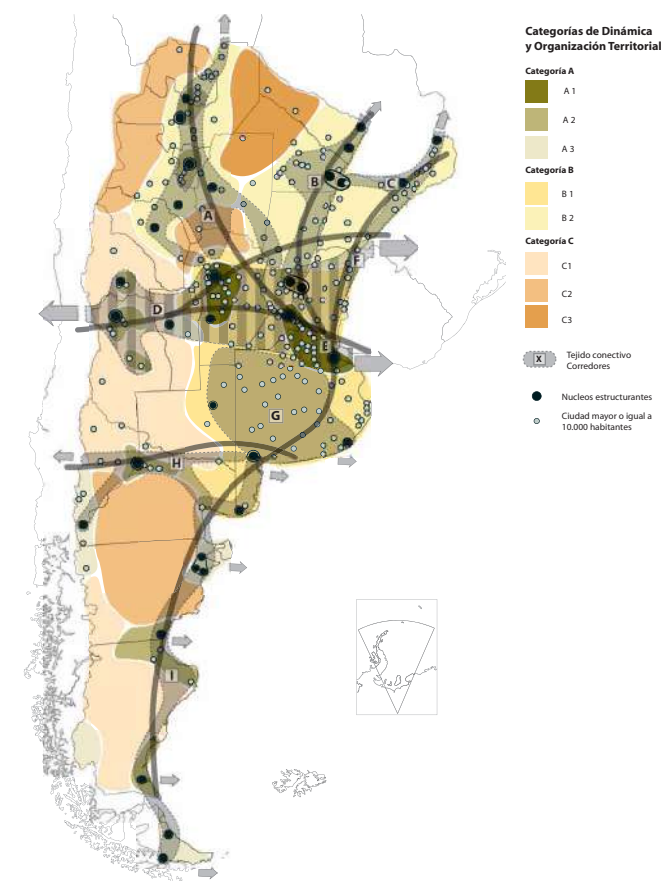 Categorías de Dinámica
y Organización Territorial
Categoría A
A 1
A 2
A 3
Categoría B
B 1
B 2
Categoría C
C1
C2
C3
X
Tejido conectivo
Corredores
Nucleos estructurantes
Ciudad mayor o igual a
10.000 habitantes
B
C
A
F
D
E
G
H
I